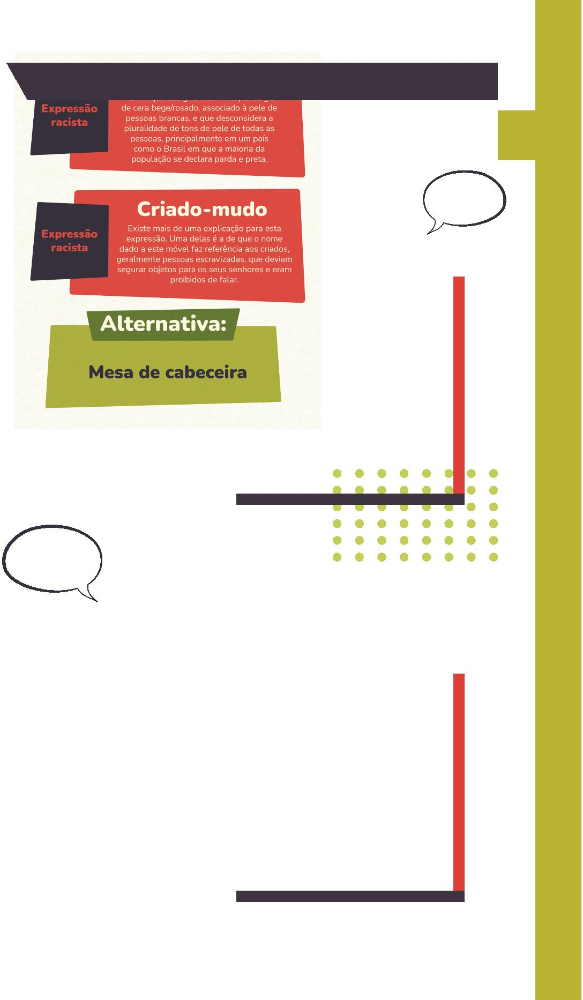 Expressão
racista
de cera bege/rosado, associado à pele de
pessoas brancas, e que desconsidera a
pluralidade de tons de pele de todas as
pessoas, principalmente em um país
como o Brasil em que a maioria da
população se declara parda e preta.
Criado-mudo
Expressão
racista
Existe mais de uma explicação para esta
expressão. Uma delas é a de que o nome
dado a este móvel faz referência aos criados,
geralmente pessoas escravizadas, que deviam
segurar objetos para os seus senhores e eram
proibidos de falar.
Alternativa:
Mesa de cabeceira